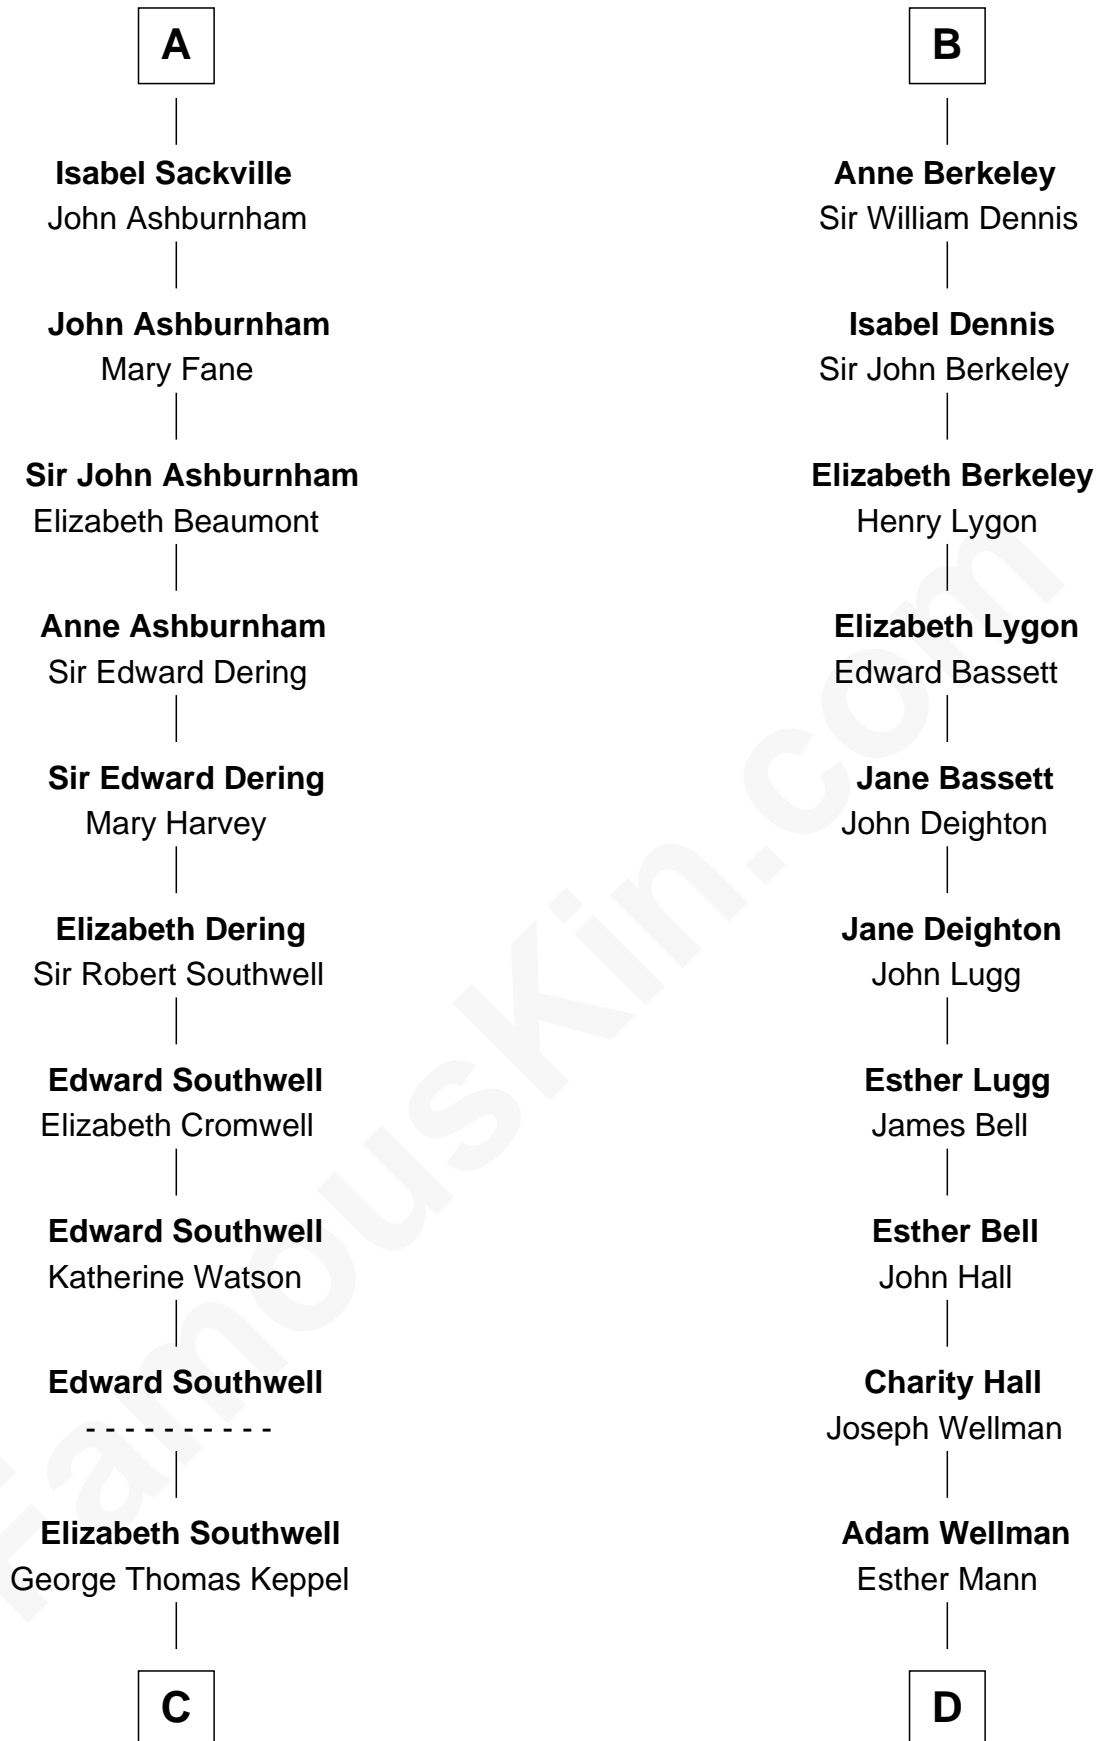 A
Isabel Sackville
John Ashburnham
John Ashburnham
Mary Fane
Sir John Ashburnham
Elizabeth Beaumont
Anne Ashburnham
Sir Edward Dering
Sir Edward Dering
Mary Harvey
Elizabeth Dering
Sir Robert Southwell
Edward Southwell
Elizabeth Cromwell
Edward Southwell
Katherine Watson
Edward Southwell
- - - - - - - - - -
Elizabeth Southwell
George Thomas Keppel
C
B
Anne Berkeley
Sir William Dennis
Isabel Dennis
Sir John Berkeley
Elizabeth Berkeley
Henry Lygon
Elizabeth Lygon
Edward Bassett
Jane Bassett
John Deighton
Jane Deighton
John Lugg
Esther Lugg
James Bell
Esther Bell
John Hall
Charity Hall
Joseph Wellman
Adam Wellman
Esther Mann
D
FamousKin.com